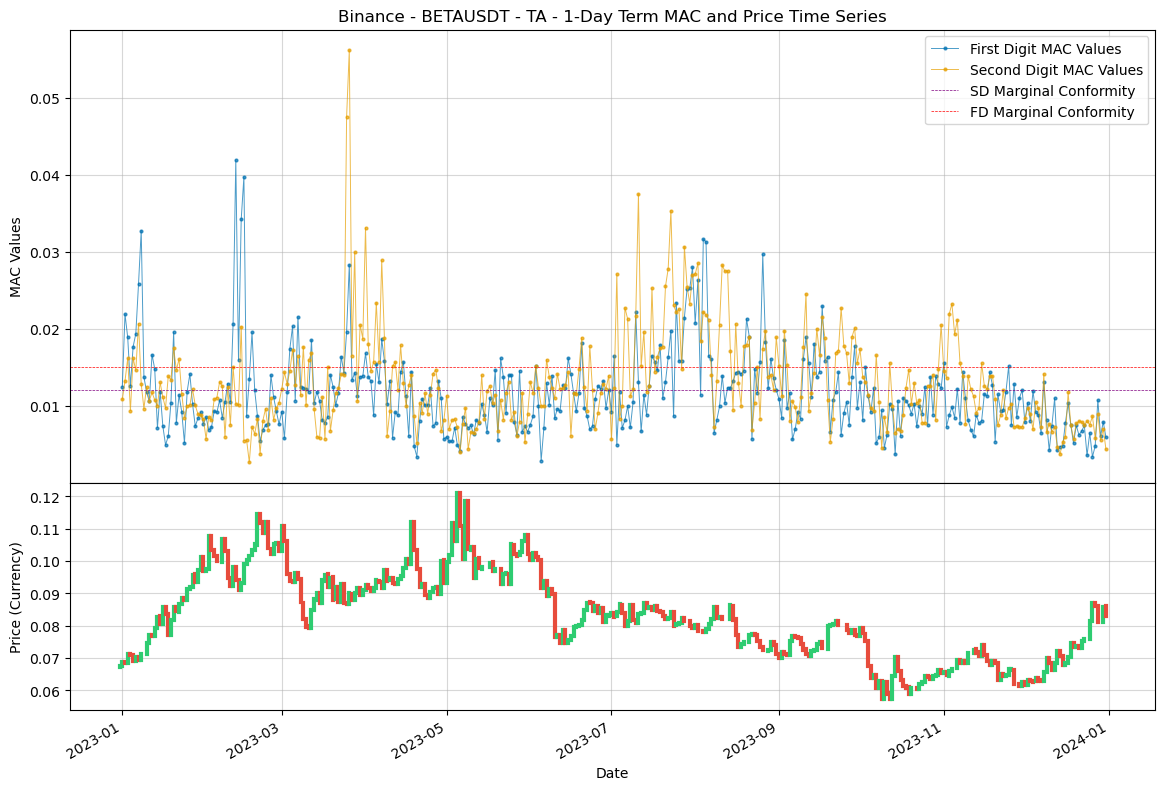 Binance - BETAUSDT - TA - 1-Day Term MAC and Price Time Series
First Digit MAC Values
Second Digit MAC Values
SD Marginal Conformity
FD Marginal Conformity
MAC Values
0.05
0.04
0.03
0.02
0.01
Price (Currency)
0.12
0.11
0.10
0.09
0.08
0.07
0.06
2023-01
2023-03
2023-05
2023-07
2023-09
2023-11
2024-01
Date